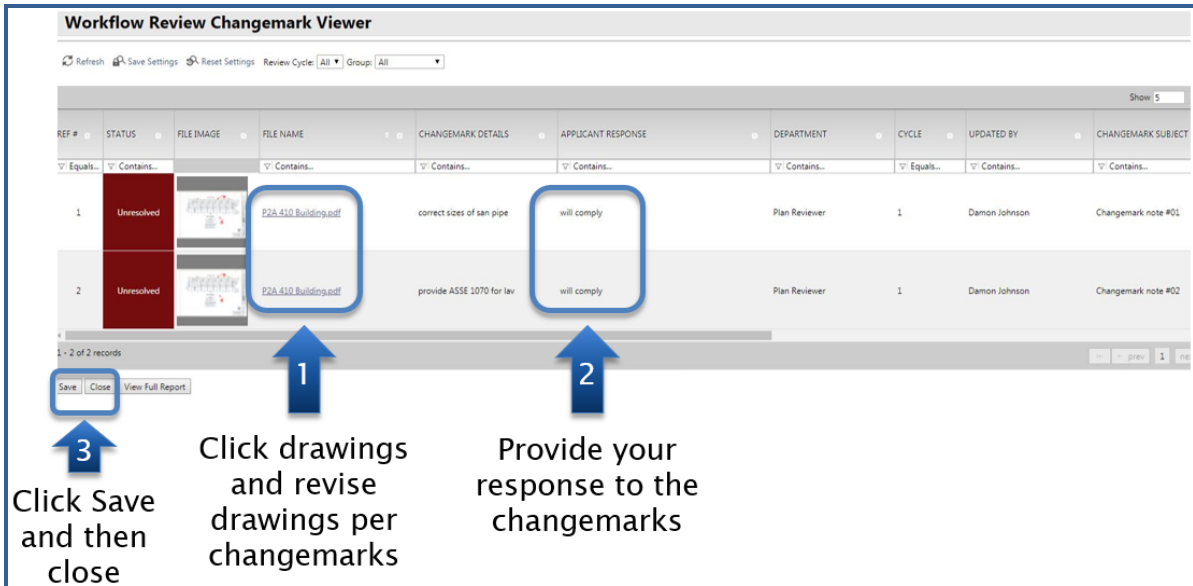 Workflow Review Changemark Viewer
Refresh Save Settings Reset Settings Review Cycle: All Group: All
Show 5
REF # STATUS FILE IMAGE FILE NAME CHANGEMARK DETAILS APPLICANT RESPONSE DEPARTMENT CYCLE UPDATED BY CHANGEMARK SUBJECT
Equals... Contains... Contains... Contains... Contains... Contains... Equals... Contains... Contains...
1 Unresolved P2A 410 Building.pdf correct sizes of san pipe will comply Plan Reviewer 1 Damon Johnson Changemark note #01
2 Unresolved P2A 410 Building.pdf provide ASSE 1070 for lav will comply Plan Reviewer 1 Damon Johnson Changemark note #02
1 - 2 of 2 records prev 1 ne
Save Close View Full Report
1
2
3
Click drawings
and revise
drawings per
changemarks
Provide your
response to the
changemarks
Click Save
and then
close